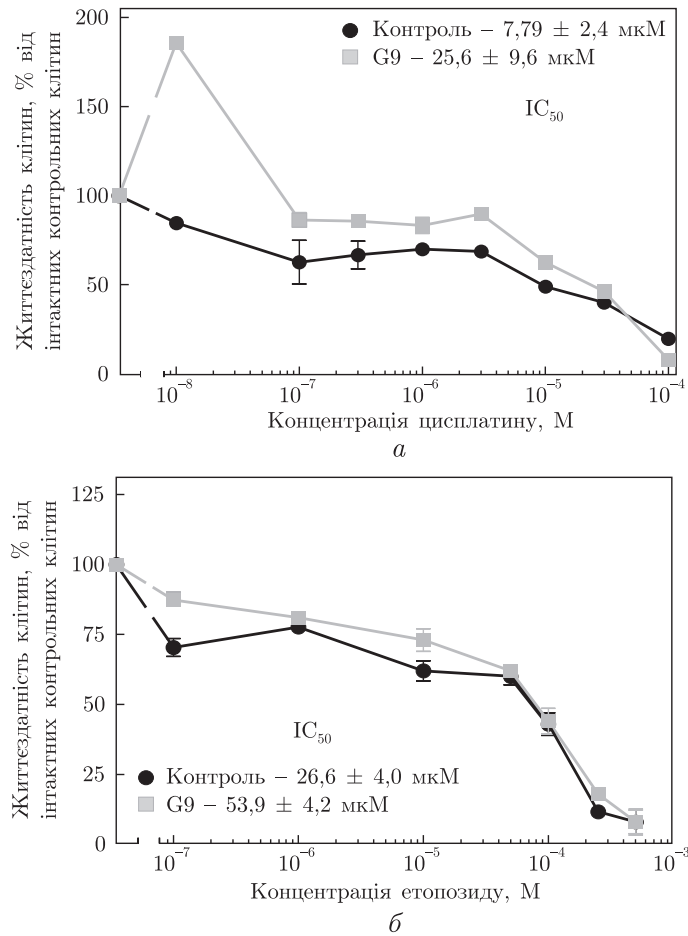 Життєздатність клітин, % від
інтактних контрольних клітин
200
150
100
50
0
Контроль – 7,79 ± 2,4 мкМ
G9 – 25,6 ± 9,6 мкМ
IC₅₀
10⁻⁸ 10⁻⁷ 10⁻⁶ 10⁻⁵ 10⁻⁴
Концентрація цисплатину, М
а
Життєздатність клітин, % від
інтактних контрольних клітин
125
100
75
50
25
0
IC₅₀
Контроль – 26,6 ± 4,0 мкМ
G9 – 53,9 ± 4,2 мкМ
10⁻⁷ 10⁻⁶ 10⁻⁵ 10⁻⁴ 10⁻³
Концентрація етопозиду, М
б